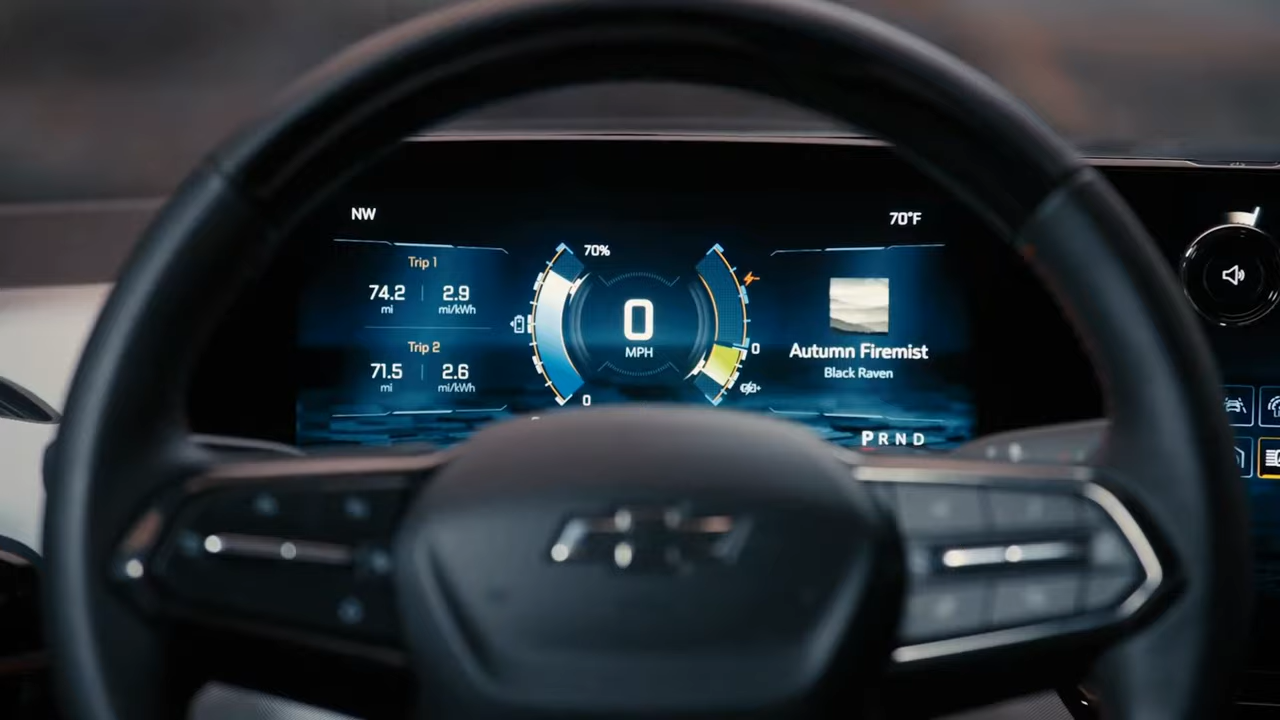 NW
70°F
Trip 1
74.2 2.9
mi mi/kWh
Trip 2
71.5 2.6
mi mi/kWh
70%
0
0
MPH
0
Autumn Firemist
Black Raven
PRND